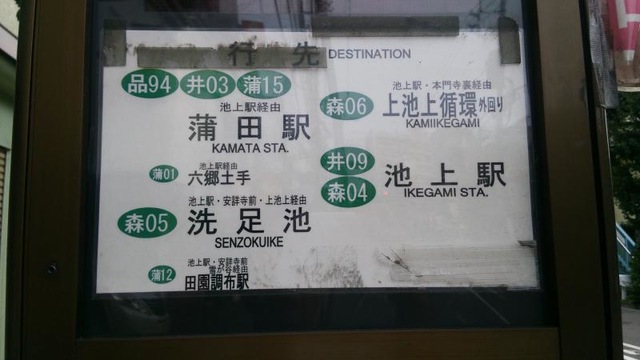 行先 DESTINATION
品94 井03 蒲15
池上駅経由
蒲田駅
KAMATA STA.
蒲01
池上駅経由
六郷土手
森05
池上駅・安詳寺前・上池上経由
洗足池
SENZOKUIKE
蒲12
池上駅・安詳寺前
雪が谷経由
田園調布駅
森06
池上駅・本門寺裏経由
上池上循環外回り
KAMIIKEGAMI
井09
森04
池上駅
IKEGAMI STA.